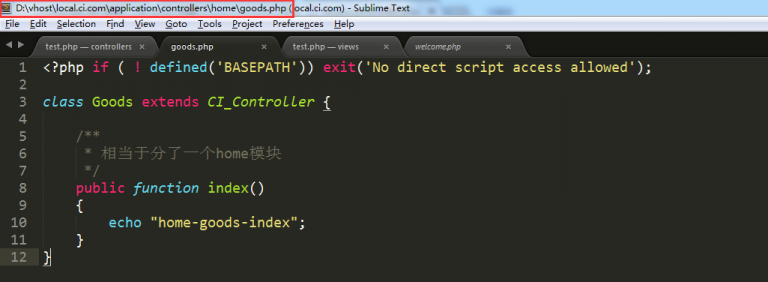 D:\vhost\local.ci.com\application\controllers\home\goods.php (local.ci.com) - Sublime Text
File Edit Selection Find View Goto Tools Project Preferences Help
test.php — controllers × goods.php × test.php — views × welcome.php
1 <?php if ( ! defined('BASEPATH')) exit('No direct script access allowed');
2
3 class Goods extends CI_Controller {
4
5 /**
6 * 相当于分了一个home模块
7 */
8 public function index()
9 {
10 echo "home-goods-index";
11 }
12 }